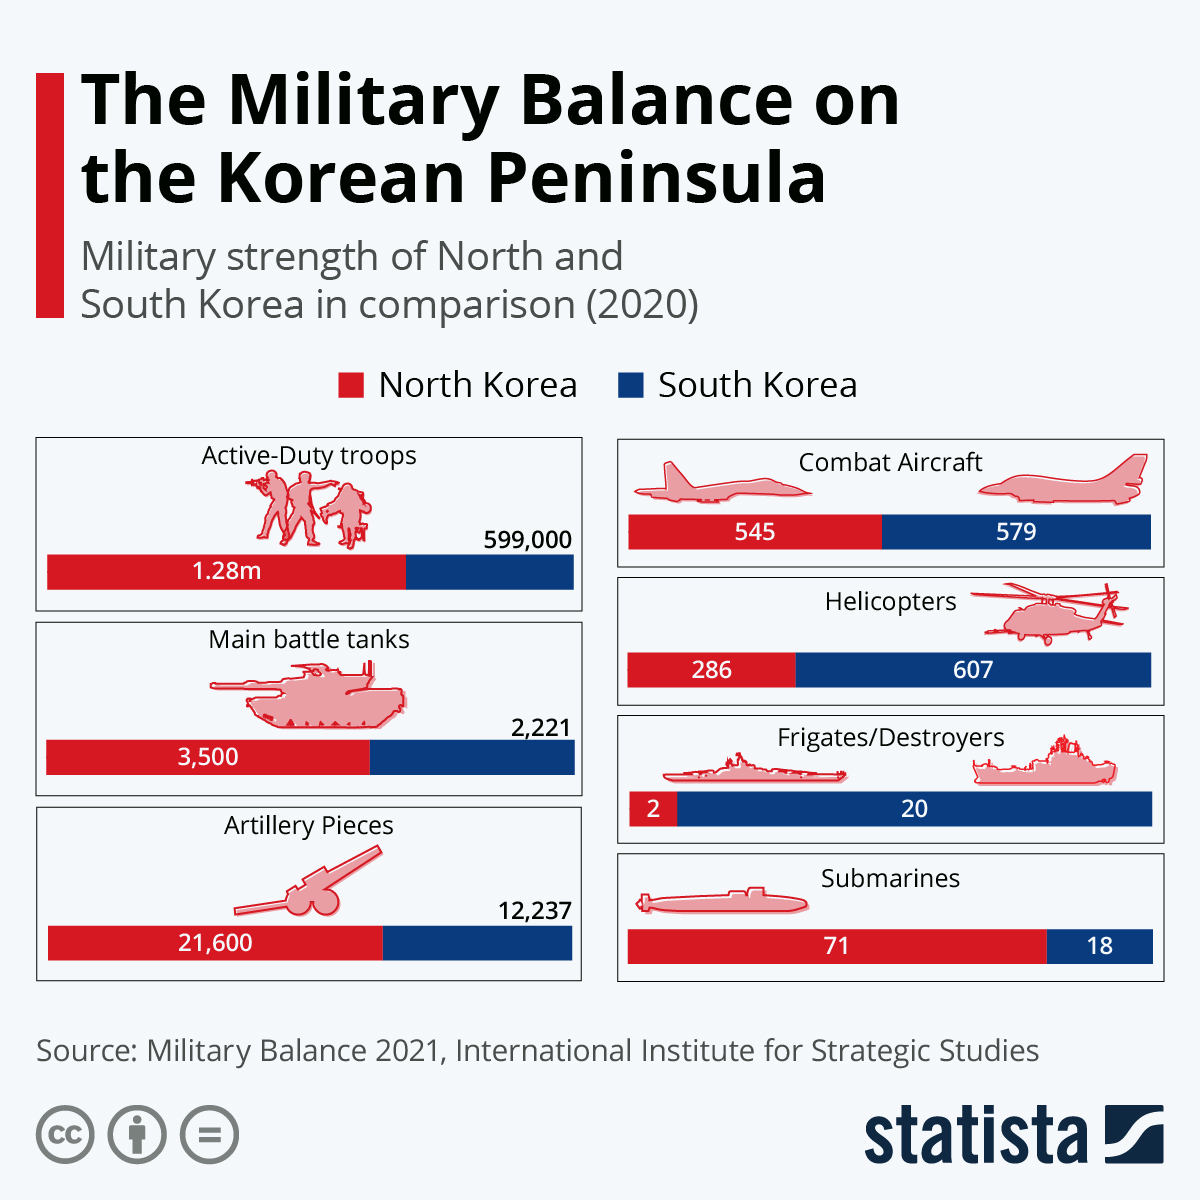 The Military Balance on
the Korean Peninsula
Military strength of North and
South Korea in comparison (2020)
North Korea
South Korea
Active-Duty troops
599,000
1.28m
Main battle tanks
2,221
3,500
Artillery Pieces
12,237
21,600
Combat Aircraft
545
579
Helicopters
286
607
Frigates/Destroyers
2
20
Submarines
71
18
Source: Military Balance 2021, International Institute for Strategic Studies
cc
=
statista